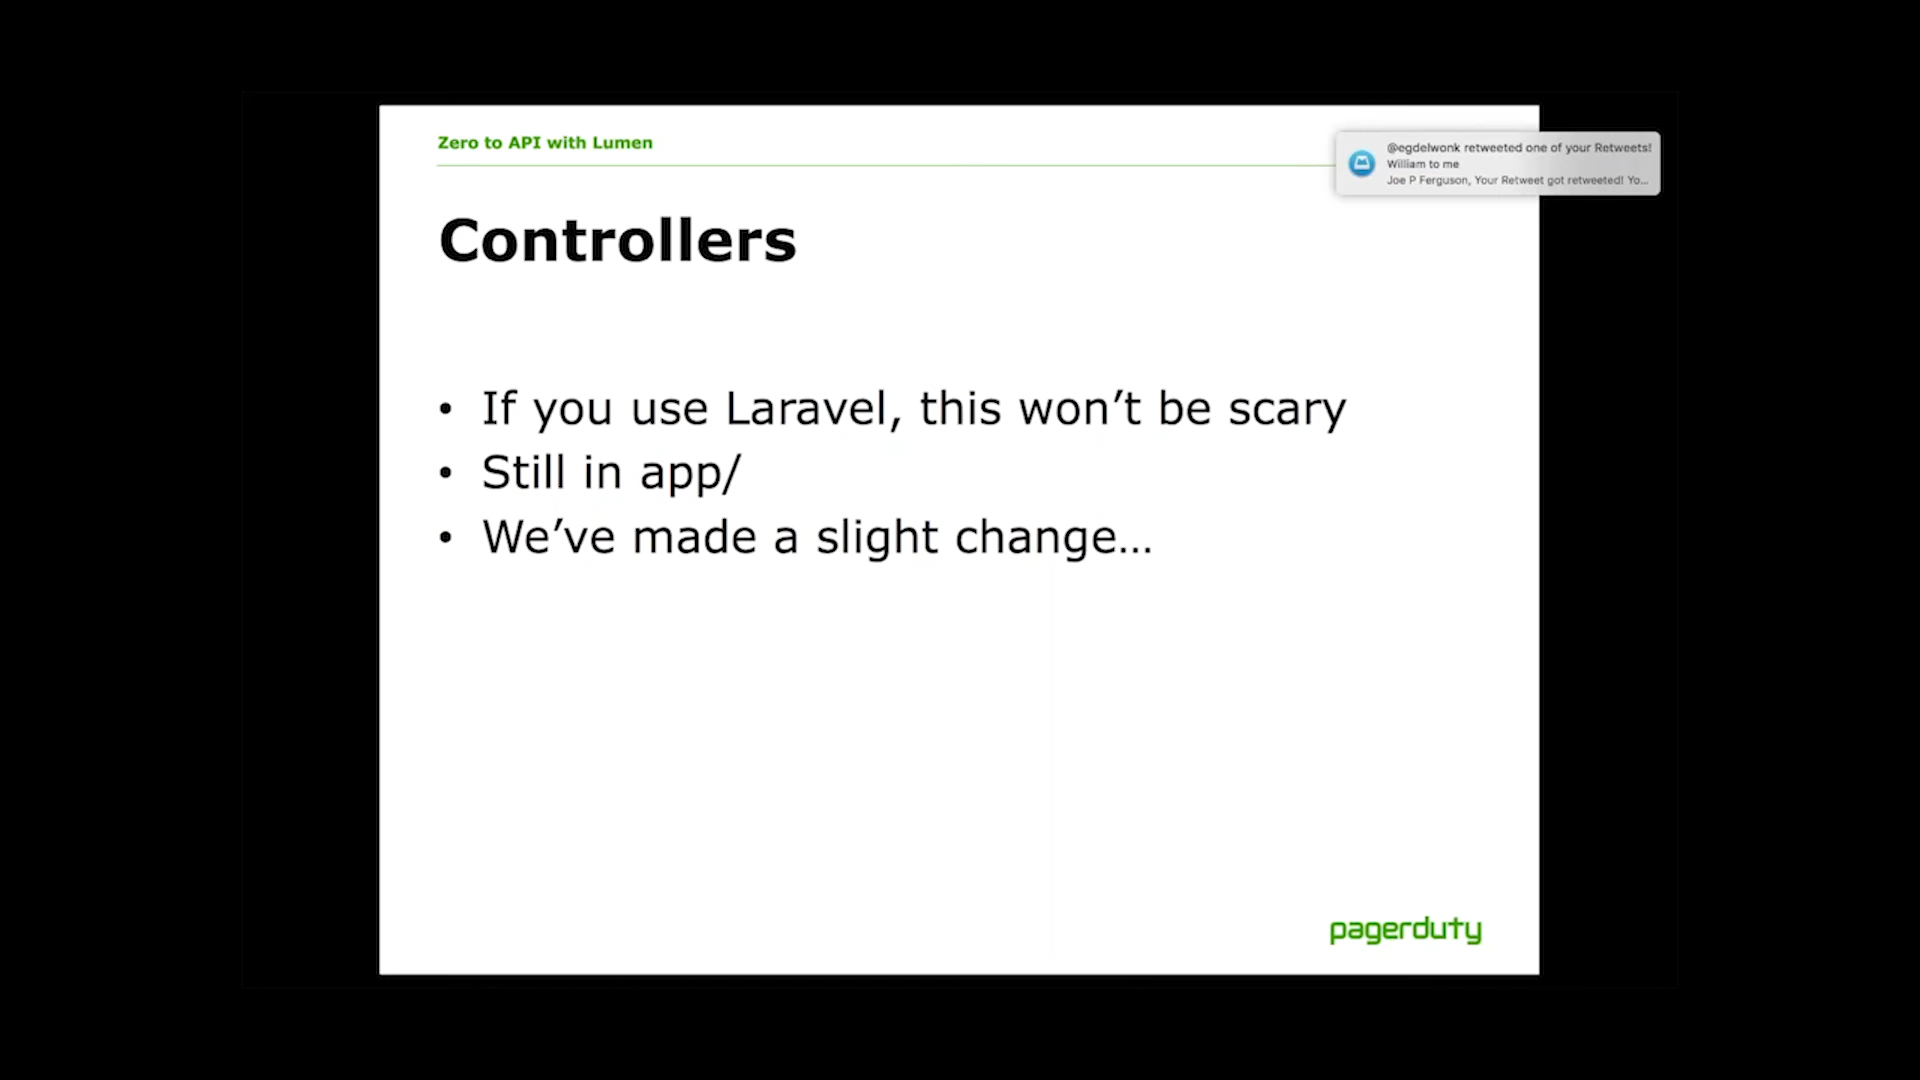 Zero to API with Lumen
@egdelwonk retweeted one of your Retweets!
William to me
Joe P Ferguson, Your Retweet got retweeted! Yo...
Controllers
• If you use Laravel, this won’t be scary
• Still in app/
• We’ve made a slight change…
pagerduty